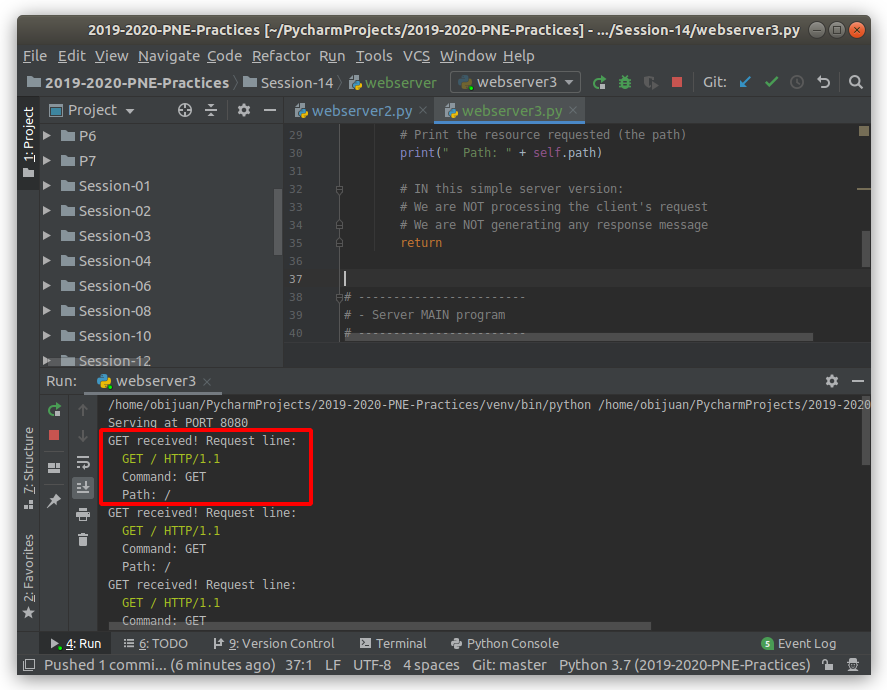 2019-2020-PNE-Practices [~/PycharmProjects/2019-2020-PNE-Practices] - .../Session-14/webserver3.py
File Edit View Navigate Code Refactor Run Tools VCS Window Help
2019-2020-PNE-Practices Session-14 webserver webserver3 Git:
1: Project
Project
webserver2.py webserver3.py
P6
P7
Session-01
Session-02
Session-03
Session-04
Session-06
Session-08
Session-10
Session-12
29 # Print the resource requested (the path)
30 print("  Path: " + self.path)
31
32 # IN this simple server version:
33 # We are NOT processing the client's request
34 # We are NOT generating any response message
35 return
36
37
38 # ------------------------
39 # - Server MAIN program
40 # ------------------------
Run: webserver3
7: Structure
2: Favorites
/home/obijuan/PycharmProjects/2019-2020-PNE-Practices/venv/bin/python /home/obijuan/PycharmProjects/2019-2020
Serving at PORT 8080
GET received! Request line:
GET / HTTP/1.1
Command: GET
Path: /
GET received! Request line:
GET / HTTP/1.1
Command: GET
Path: /
GET received! Request line:
GET / HTTP/1.1
Command: GET
4: Run 6: TODO 9: Version Control Terminal Python Console S Event Log
Pushed 1 commi... (6 minutes ago) 37:1 LF UTF-8 4 spaces Git: master Python 3.7 (2019-2020-PNE-Practices)